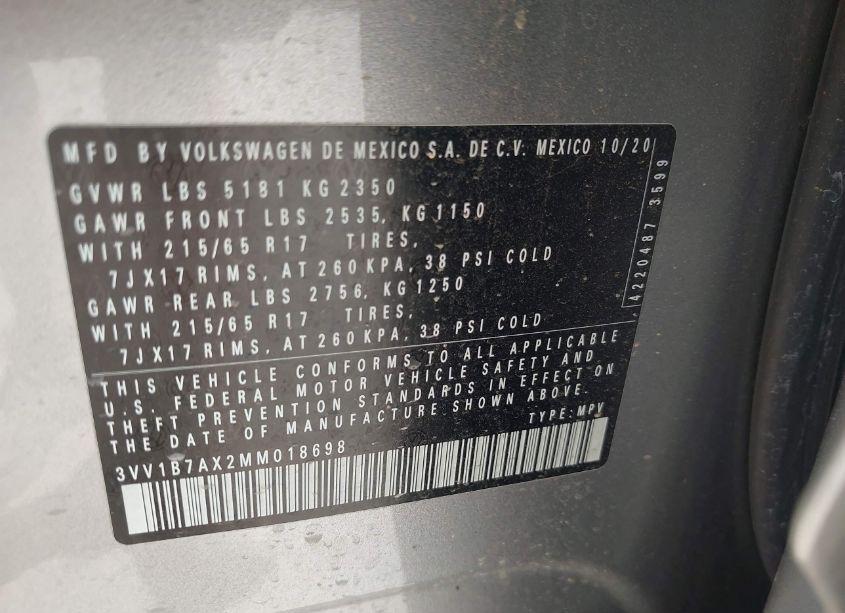 MFD BY VOLKSWAGEN DE MEXICO S.A. DE C.V. MEXICO 10/20
GVWR LBS 5181 KG 2350
GAWR FRONT LBS 2535, KG 1150
WITH 215/65 R17 TIRES,
7JX17 RIMS, AT 260 KPA, 38 PSI COLD
GAWR REAR LBS 2756, KG 1250
WITH 215/65 R17 TIRES,
7JX17 RIMS, AT 260 KPA, 38 PSI COLD
4220487 3599
THIS VEHICLE CONFORMS TO ALL APPLICABLE
U.S. FEDERAL MOTOR VEHICLE SAFETY AND
THEFT PREVENTION STANDARDS IN EFFECT ON
THE DATE OF MANUFACTURE SHOWN ABOVE.
TYPE: MPV
3VV1B7AX2MM018698